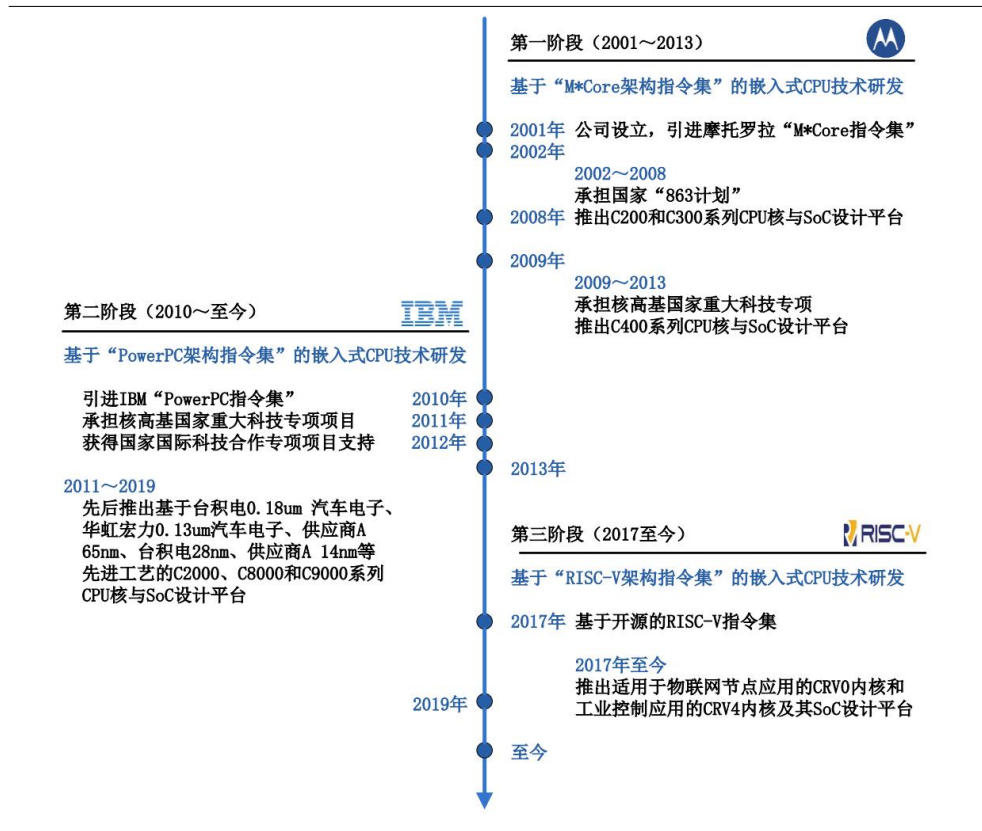 第一阶段（2001～2013）
基于“M*Core架构指令集”的嵌入式CPU技术研发
2001年 公司设立，引进摩托罗拉“M*Core指令集”
2002年
2002～2008
承担国家“863计划”
2008年 推出C200和C300系列CPU核与SoC设计平台
2009年
2009～2013
承担核高基国家重大科技专项
推出C400系列CPU核与SoC设计平台
第二阶段（2010～至今）
IBM
基于“PowerPC架构指令集”的嵌入式CPU技术研发
引进IBM“PowerPC指令集” 2010年
承担核高基国家重大科技专项项目 2011年
获得国家国际科技合作专项项目支持 2012年
2013年
2011～2019
先后推出基于台积电0.18um 汽车电子、
华虹宏力0.13um汽车电子、供应商A
65nm、台积电28nm、供应商A 14nm等
先进工艺的C2000、C8000和C9000系列
CPU核与SoC设计平台
第三阶段（2017至今）
RISC-V
基于“RISC-V架构指令集”的嵌入式CPU技术研发
2017年 基于开源的RISC-V指令集
2017年至今
推出适用于物联网节点应用的CRV0内核和
工业控制应用的CRV4内核及其SoC设计平台
2019年
至今